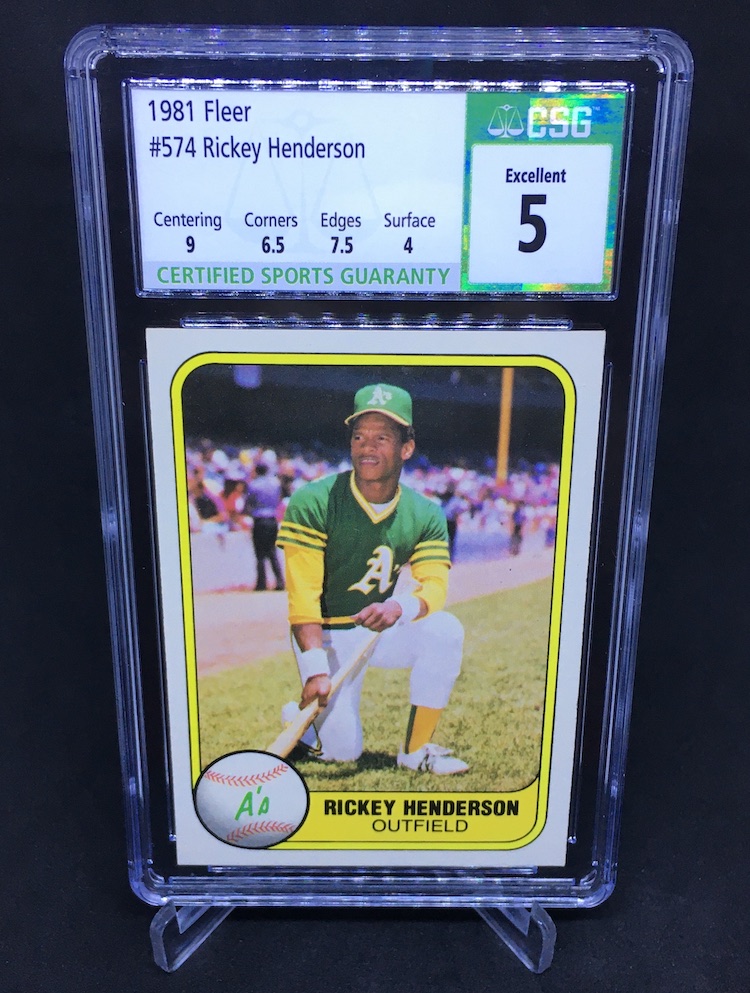 1981 Fleer
#574 Rickey Henderson
CSG
Excellent
5
Centering Corners Edges Surface
9 6.5 7.5 4
CERTIFIED SPORTS GUARANTY
A's
A's
A's
RICKEY HENDERSON
OUTFIELD